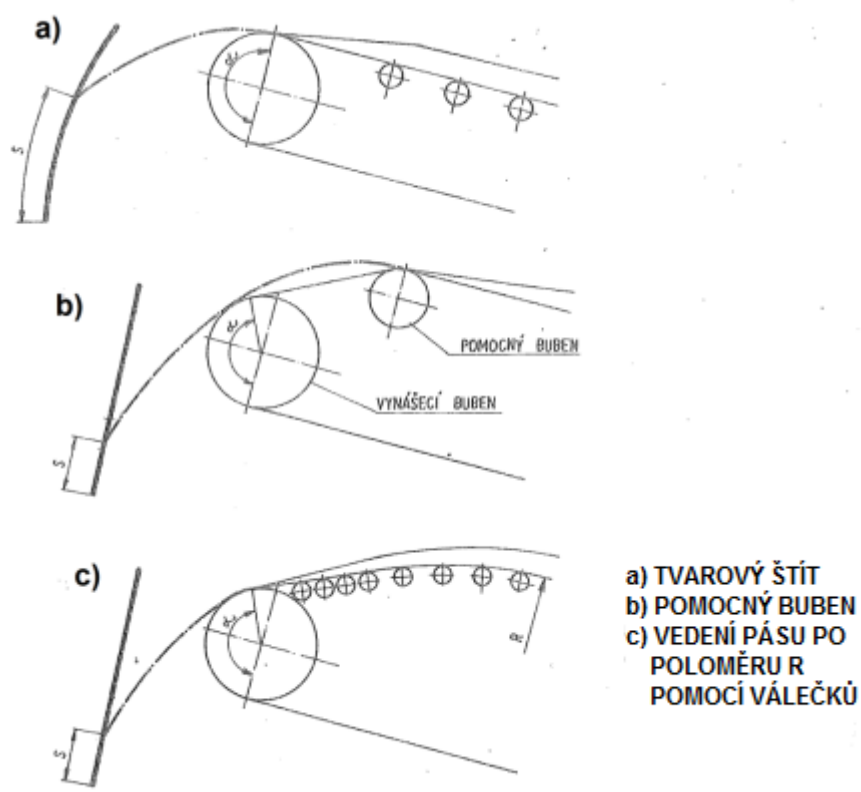 a)
α
S
b)
α
POMOCNÝ BUBEN
VYNÁŠECÍ BUBEN
S
c)
α
R
S
a) TVAROVÝ ŠTÍT
b) POMOCNÝ BUBEN
c) VEDENÍ PÁSU PO
POLOMĚRU R
POMOCÍ VÁLEČKŮ